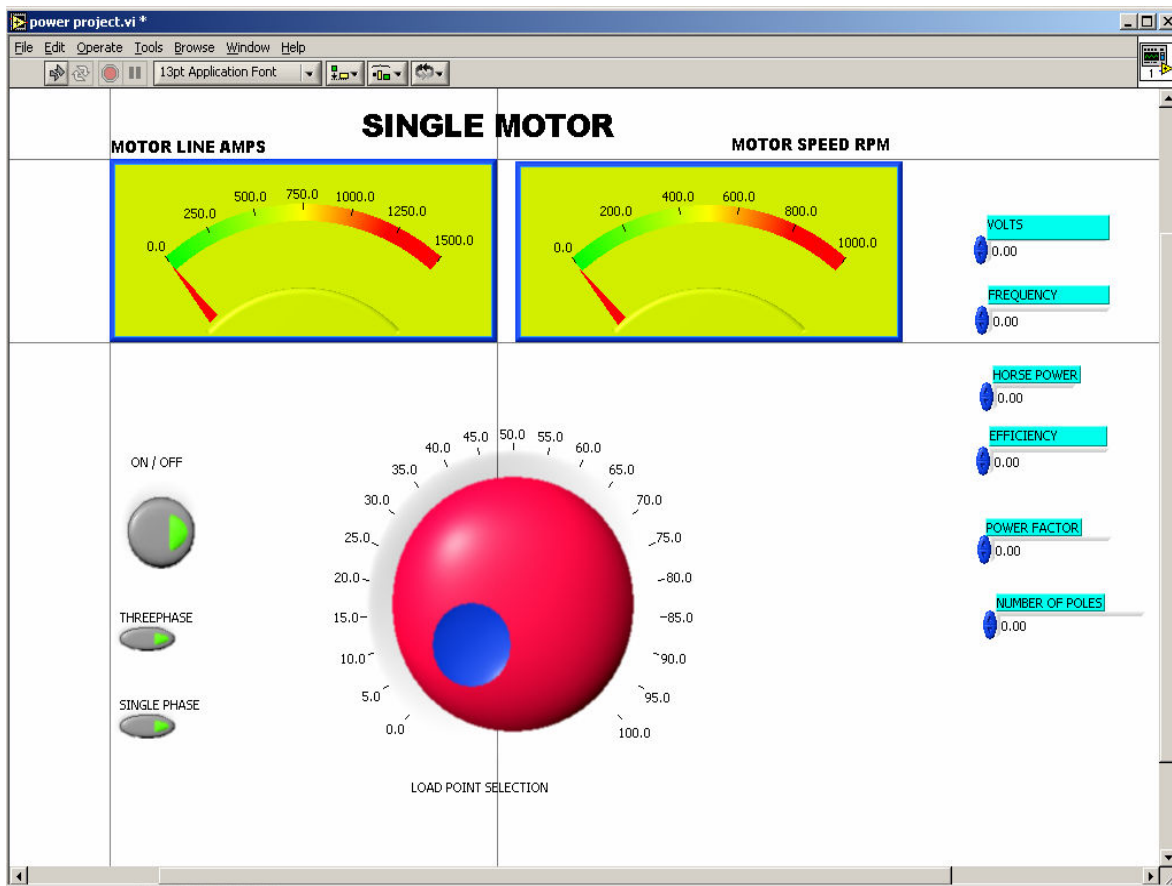 power project.vi *
File Edit Operate Tools Browse Window Help
13pt Application Font
1
SINGLE MOTOR
MOTOR LINE AMPS
MOTOR SPEED RPM
0.0 250.0 500.0 750.0 1000.0 1250.0 1500.0
0.0 200.0 400.0 600.0 800.0 1000.0
VOLTS
0.00
FREQUENCY
0.00
HORSE POWER
0.00
EFFICIENCY
0.00
POWER FACTOR
0.00
NUMBER OF POLES
0.00
ON / OFF
THREEPHASE
SINGLE PHASE
0.0 5.0 10.0 15.0 20.0 25.0 30.0 35.0 40.0 45.0 50.0 55.0 60.0 65.0 70.0 75.0 80.0 85.0 90.0 95.0 100.0
LOAD POINT SELECTION